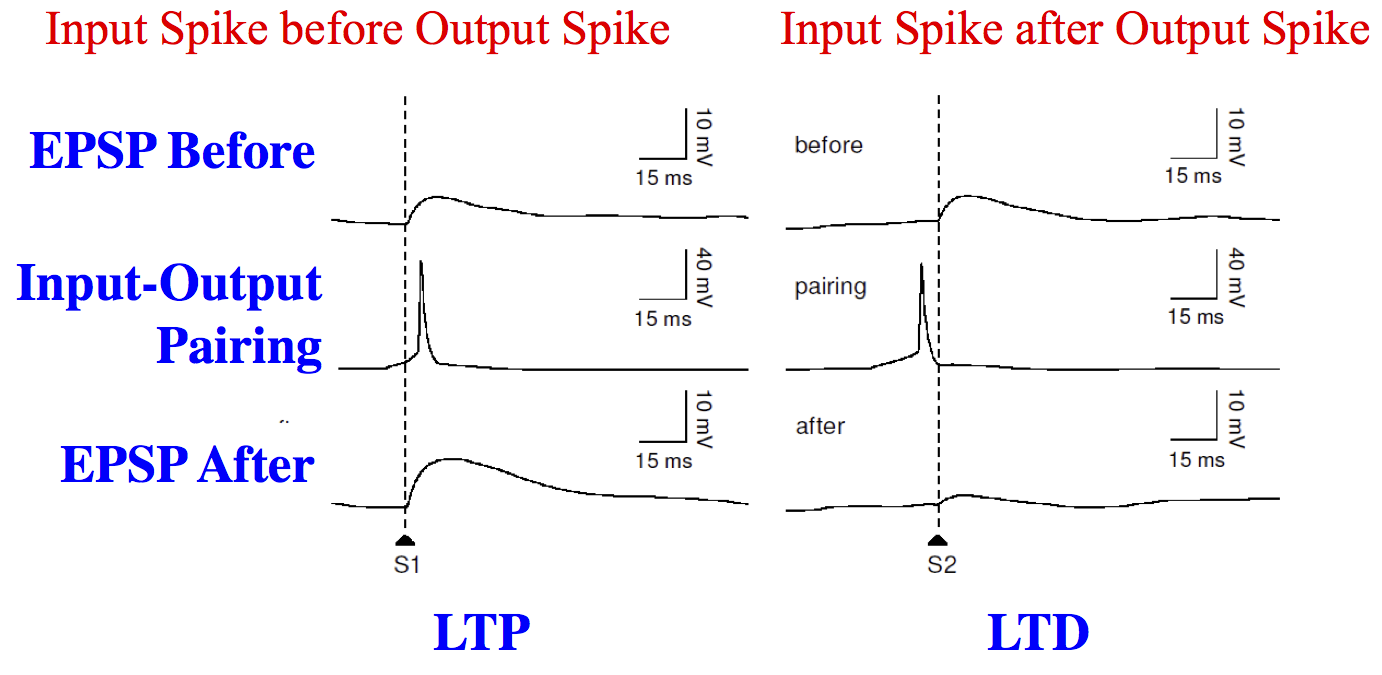 Input Spike before Output Spike
Input Spike after Output Spike
EPSP Before
10 mV
15 ms
before
10 mV
15 ms
Input-Output
Pairing
40 mV
15 ms
pairing
40 mV
15 ms
EPSP After
10 mV
15 ms
after
10 mV
15 ms
S1
S2
LTP
LTD